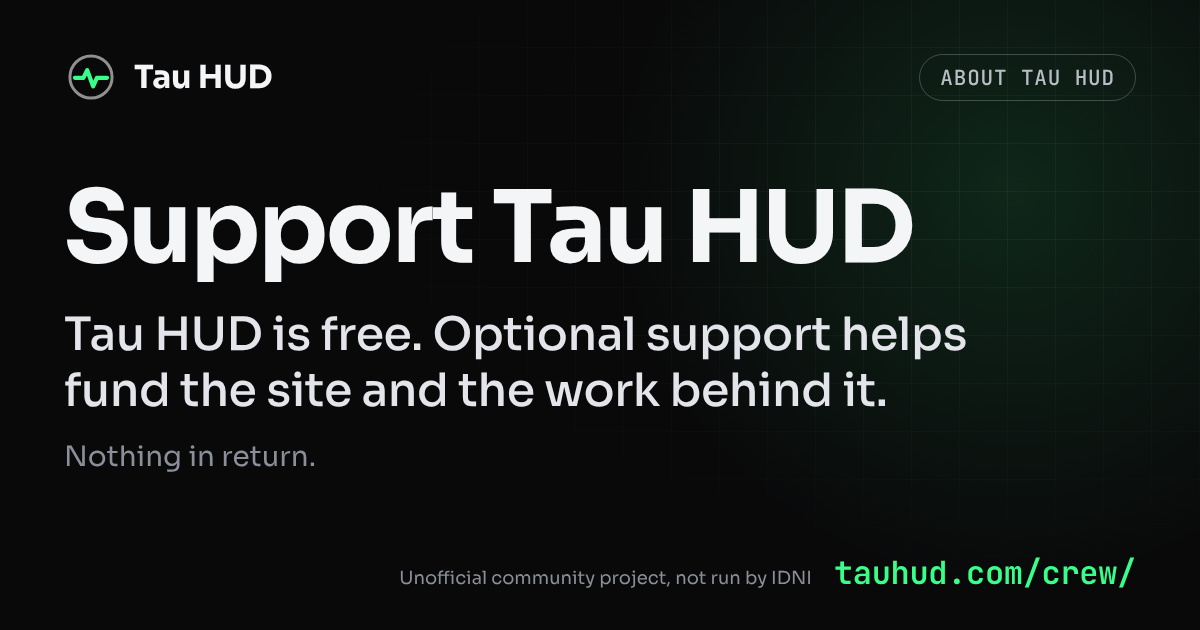 Tau HUD
ABOUT TAU HUD
Support Tau HUD
Tau HUD is free. Optional support helps
fund the site and the work behind it.
Nothing in return.
Unofficial community project, not run by IDNI
tauhud.com/crew/